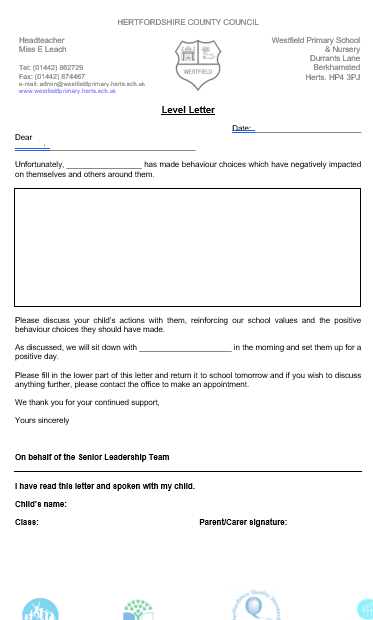 HERTFORDSHIRE COUNTY COUNCIL
Headteacher
Miss E Leach
Tel: (01442) 862729
Fax: (01442) 874467
e-mail: admin@westfieldprimary.herts.sch.uk
www.westfieldprimary.herts.sch.uk
WESTFIELD
Westfield Primary School
& Nursery
Durrants Lane
Berkhamsted
Herts. HP4 3PJ
Level Letter
Date:
Dear
Unfortunately, __________________ has made behaviour choices which have negatively impacted
on themselves and others around them.
Please discuss your child's actions with them, reinforcing our school values and the positive
behaviour choices they should have made.
As discussed, we will sit down with ______________________ in the morning and set them up for a
positive day.
Please fill in the lower part of this letter and return it to school tomorrow and if you wish to discuss
anything further, please contact the office to make an appointment.
We thank you for your continued support,
Yours sincerely
On behalf of the Senior Leadership Team
I have read this letter and spoken with my child.
Child's name:
Class: Parent/Carer signature: